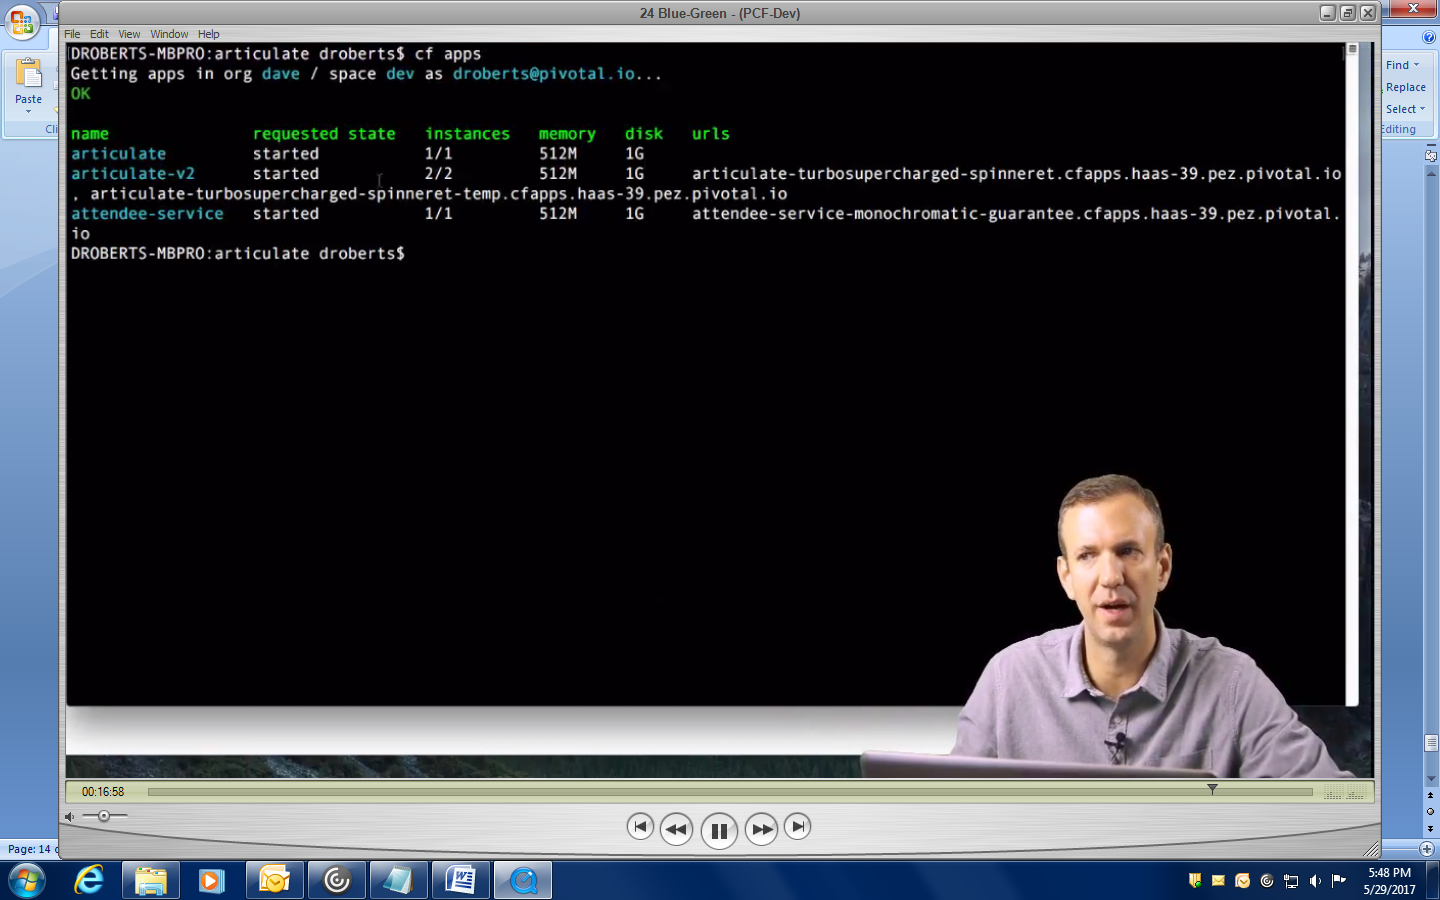 24 Blue-Green - (PCF-Dev)
File Edit View Window Help
DROBERTS-MBPRO:articulate droberts$ cf apps
Getting apps in org dave / space dev as droberts@pivotal.io...
OK
name requested state instances memory disk urls
articulate started 1/1 512M 1G
articulate-v2 started 2/2 512M 1G articulate-turbosupercharged-spinneret.cfapps.haas-39.pez.pivotal.io
, articulate-turbosupercharged-spinneret-temp.cfapps.haas-39.pez.pivotal.io
attendee-service started 1/1 512M 1G attendee-service-monochromatic-guarantee.cfapps.haas-39.pez.pivotal.
io
DROBERTS-MBPRO:articulate droberts$
Paste
Find
Replace
Select
Editing
00:16:58
Page: 14
5:48 PM
5/29/2017